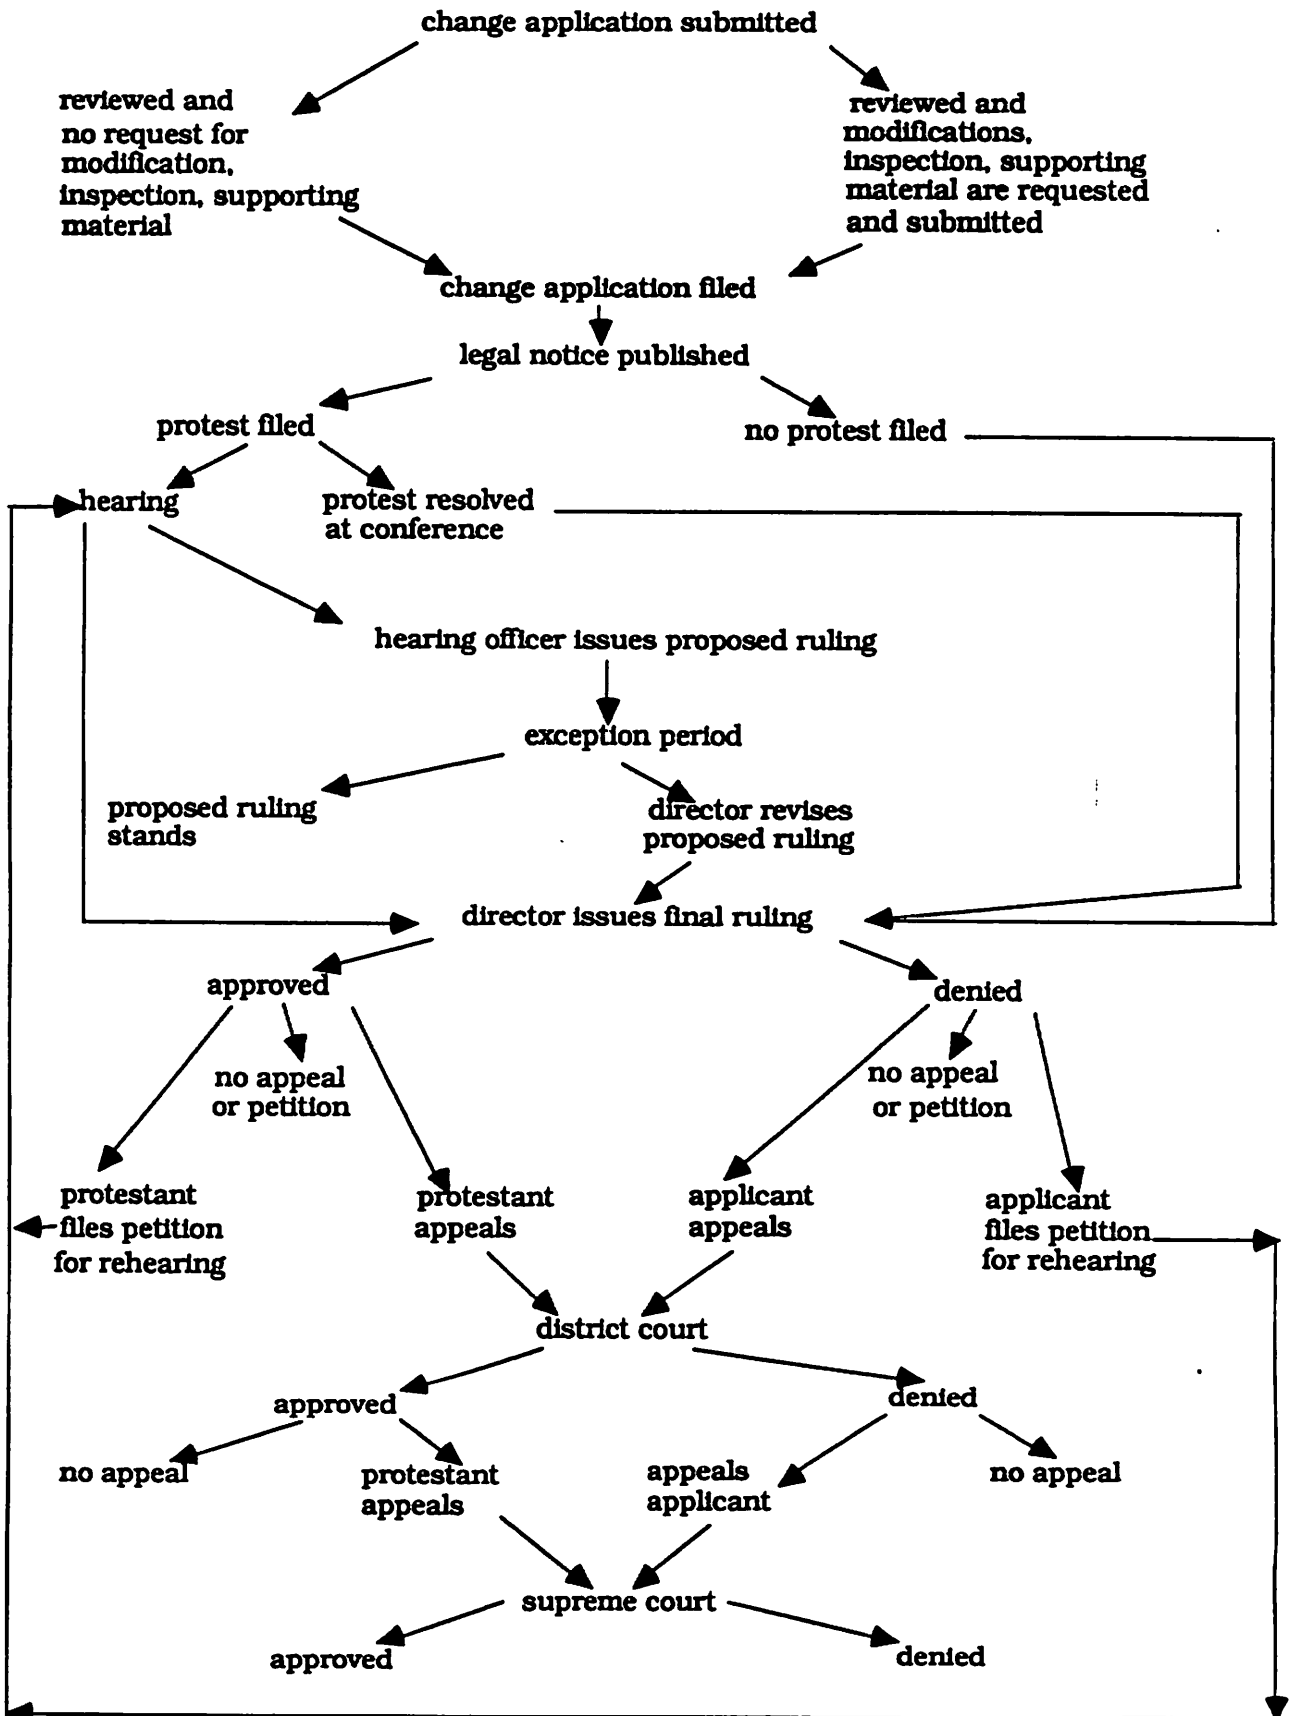 change application submitted
reviewed and
no request for
modification,
inspection, supporting
material
reviewed and
modifications,
inspection, supporting
material are requested
and submitted
change application filed
legal notice published
protest filed
no protest filed
hearing
protest resolved
at conference
hearing officer issues proposed ruling
exception period
proposed ruling
stands
director revises
proposed ruling
director issues final ruling
approved
denied
no appeal
or petition
no appeal
or petition
protestant
files petition
for rehearing
protestant
appeals
applicant
appeals
applicant
files petition
for rehearing
district court
approved
denied
no appeal
protestant
appeals
appeals
applicant
no appeal
supreme court
approved
denied